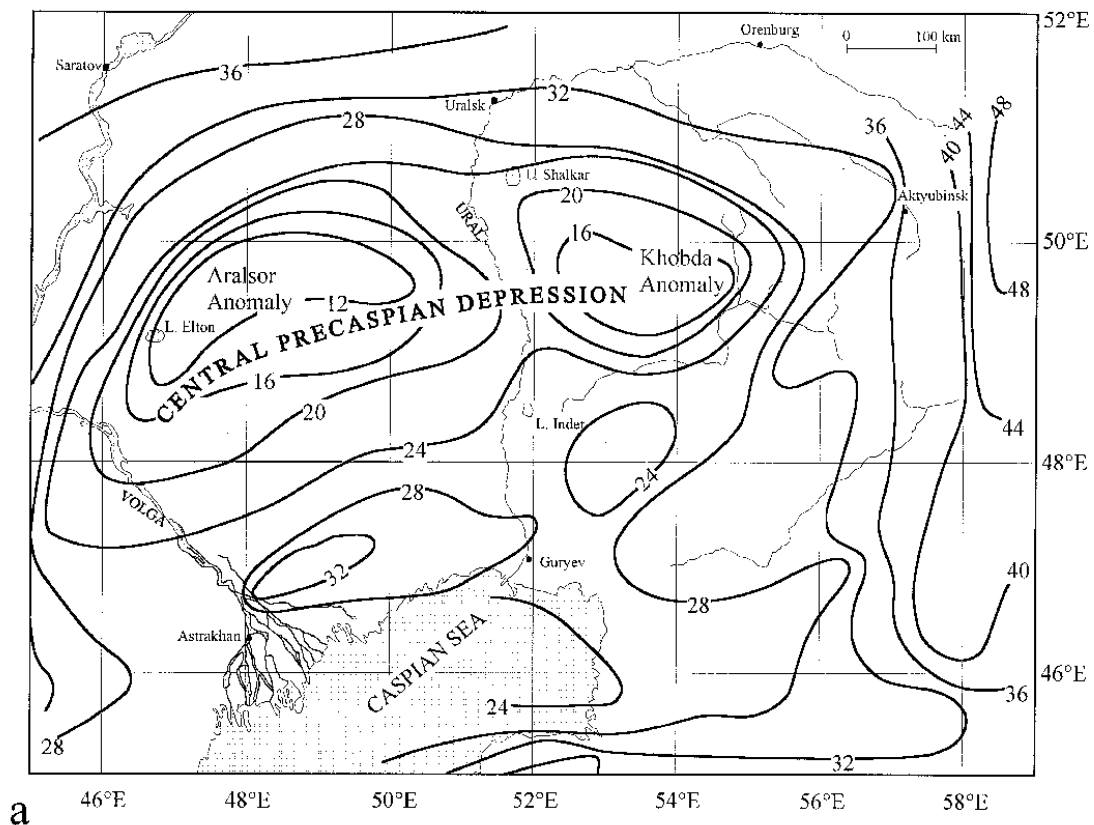 52°E
Orenburg
0 100 km
Saratov
36
Uralsk
32
28
44
48
36
40
Shalkar
20
Aktyubinsk
URAL
16
50°E
Aralsor
Anomaly
Khobda
Anomaly
48
12
CENTRAL PRECASPIAN DEPRESSION
L. Elton
16
20
L. Inder
44
24
48°E
24
28
VOLGA
32
Guryev
40
28
Astrakhan
CASPIAN SEA
46°E
24
36
28
32
46°E
48°E
50°E
52°E
54°E
56°E
58°E
a